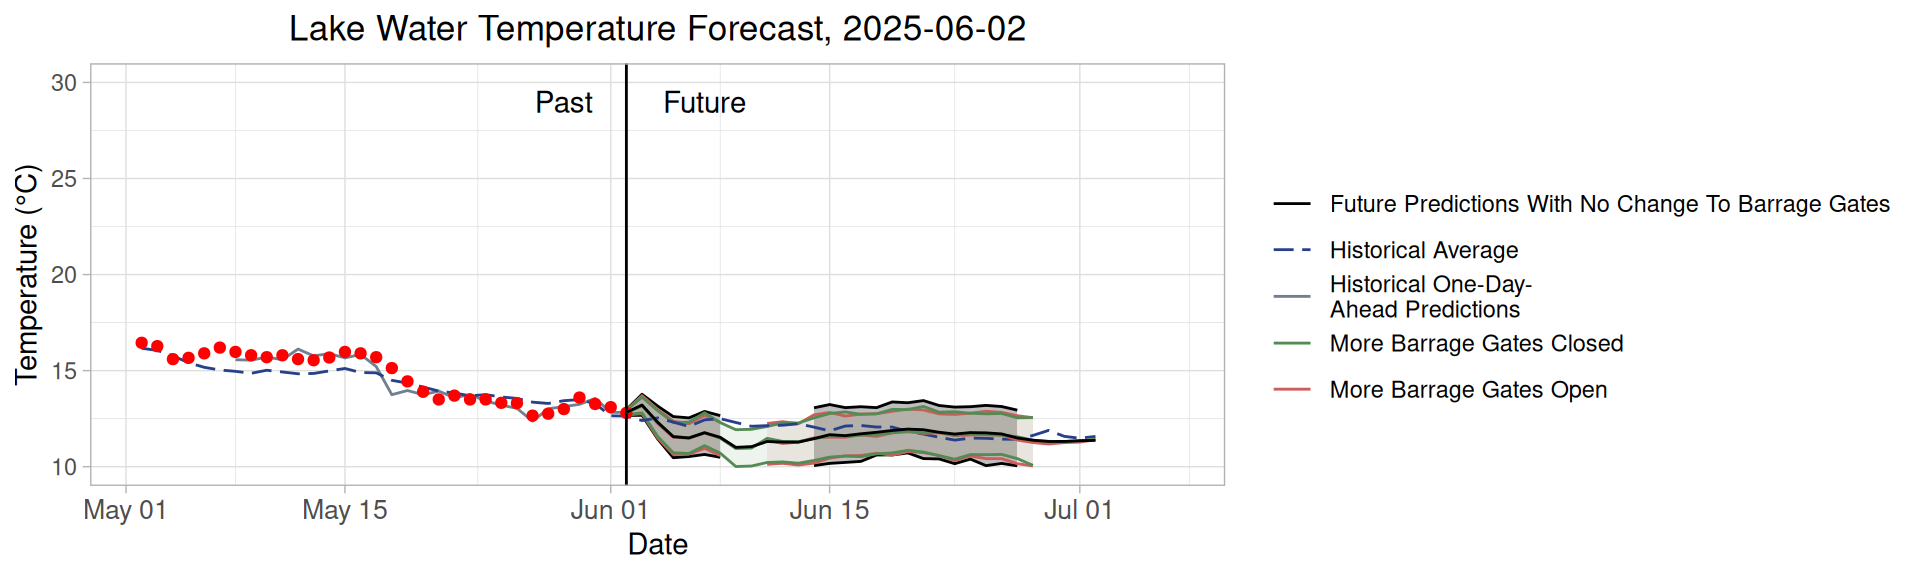 Lake Water Temperature Forecast, 2025-06-02
30
25
20
15
10
Temperature (°C)
Past
Future
May 01
May 15
Jun 01
Jun 15
Jul 01
Date
Future Predictions With No Change To Barrage Gates
Historical Average
Historical One-Day-
Ahead Predictions
More Barrage Gates Closed
More Barrage Gates Open